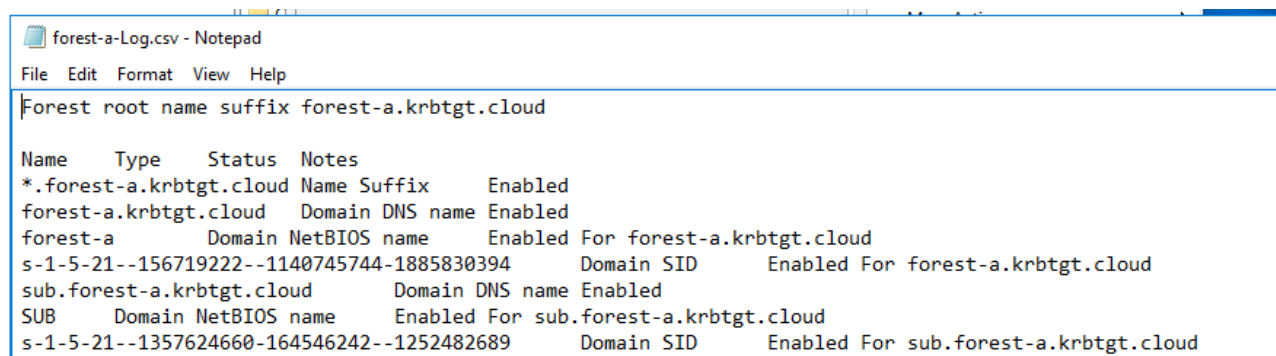 forest-a-Log.csv - Notepad
File Edit Format View Help
Forest root name suffix forest-a.krbtgt.cloud
Name Type Status Notes
*.forest-a.krbtgt.cloud Name Suffix Enabled
forest-a.krbtgt.cloud Domain DNS name Enabled
forest-a Domain NetBIOS name Enabled For forest-a.krbtgt.cloud
s-1-5-21--156719222--1140745744-1885830394 Domain SID Enabled For forest-a.krbtgt.cloud
sub.forest-a.krbtgt.cloud Domain DNS name Enabled
SUB Domain NetBIOS name Enabled For sub.forest-a.krbtgt.cloud
s-1-5-21--1357624660-164546242--1252482689 Domain SID Enabled For sub.forest-a.krbtgt.cloud